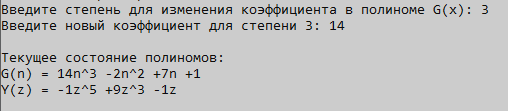 Введите степень для изменения коэффициента в полиноме G(x): 3
Введите новый коэффициент для степени 3: 14
Текущее состояние полиномов:
G(n) = 14n^3 -2n^2 +7n +1
Y(z) = -1z^5 +9z^3 -1z